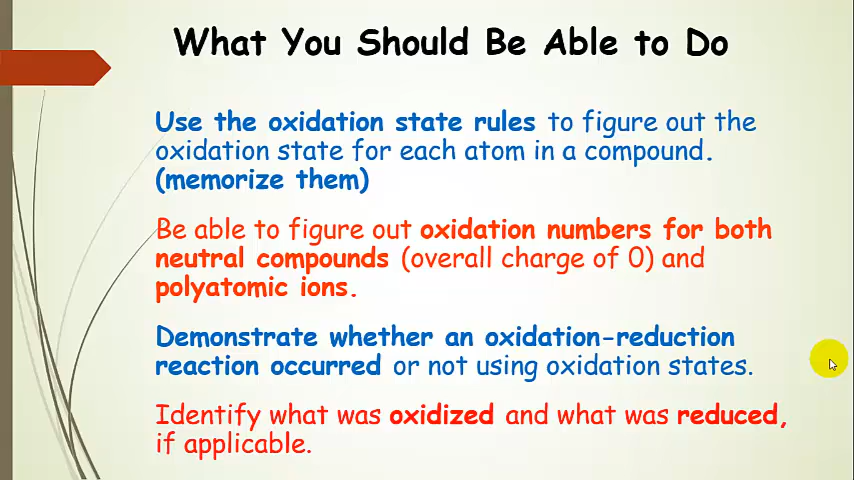 What You Should Be Able to Do
Use the oxidation state rules to figure out the
oxidation state for each atom in a compound.
(memorize them)
Be able to figure out oxidation numbers for both
neutral compounds (overall charge of 0) and
polyatomic ions.
Demonstrate whether an oxidation-reduction
reaction occurred or not using oxidation states.
Identify what was oxidized and what was reduced,
if applicable.